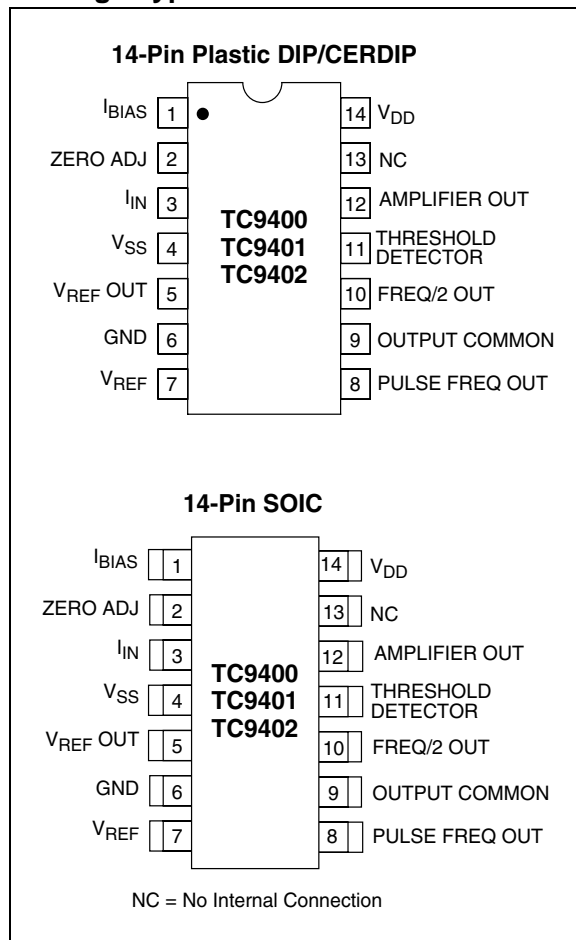 14-Pin Plastic DIP/CERDIP
IBIAS 1
14 VDD
ZERO ADJ 2
13 NC
IIN 3
12 AMPLIFIER OUT
VSS 4
11 THRESHOLD
DETECTOR
VREF OUT 5
10 FREQ/2 OUT
GND 6
9 OUTPUT COMMON
VREF 7
8 PULSE FREQ OUT
TC9400
TC9401
TC9402
14-Pin SOIC
IBIAS 1
14 VDD
ZERO ADJ 2
13 NC
IIN 3
12 AMPLIFIER OUT
VSS 4
11 THRESHOLD
DETECTOR
VREF OUT 5
10 FREQ/2 OUT
GND 6
9 OUTPUT COMMON
VREF 7
8 PULSE FREQ OUT
TC9400
TC9401
TC9402
NC = No Internal Connection